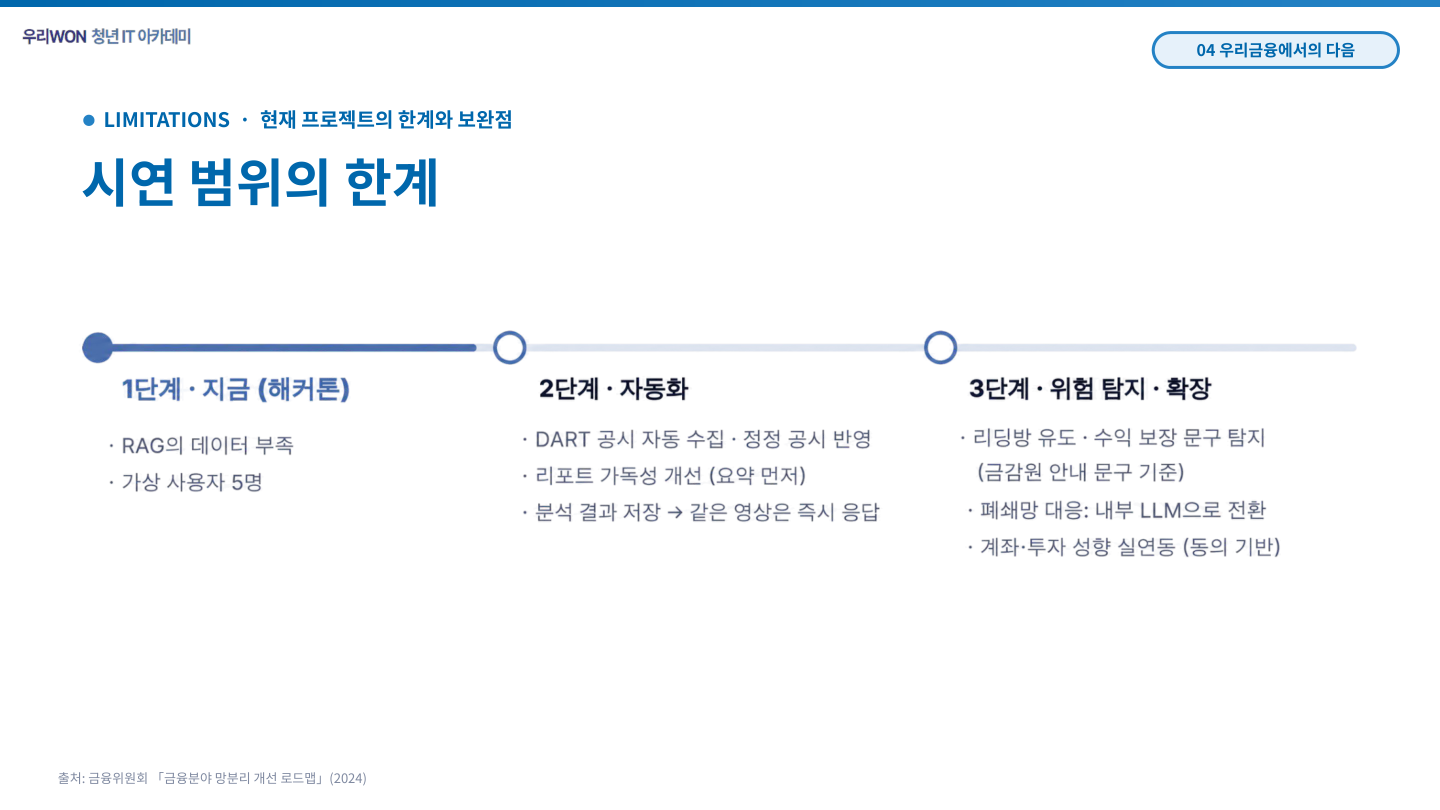 우리WON 청년 IT 아카데미
04 우리금융에서의 다음
LIMITATIONS · 현재 프로젝트의 한계와 보완점
시연 범위의 한계
1단계 · 지금 (해커톤)
· RAG의 데이터 부족
· 가상 사용자 5명
2단계 · 자동화
· DART 공시 자동 수집 · 정정 공시 반영
· 리포트 가독성 개선 (요약 먼저)
· 분석 결과 저장 → 같은 영상은 즉시 응답
3단계 · 위험 탐지 · 확장
· 리딩방 유도 · 수익 보장 문구 탐지
(금감원 안내 문구 기준)
· 폐쇄망 대응: 내부 LLM으로 전환
· 계좌·투자 성향 실연동 (동의 기반)
출처: 금융위원회 「금융분야 망분리 개선 로드맵」(2024)